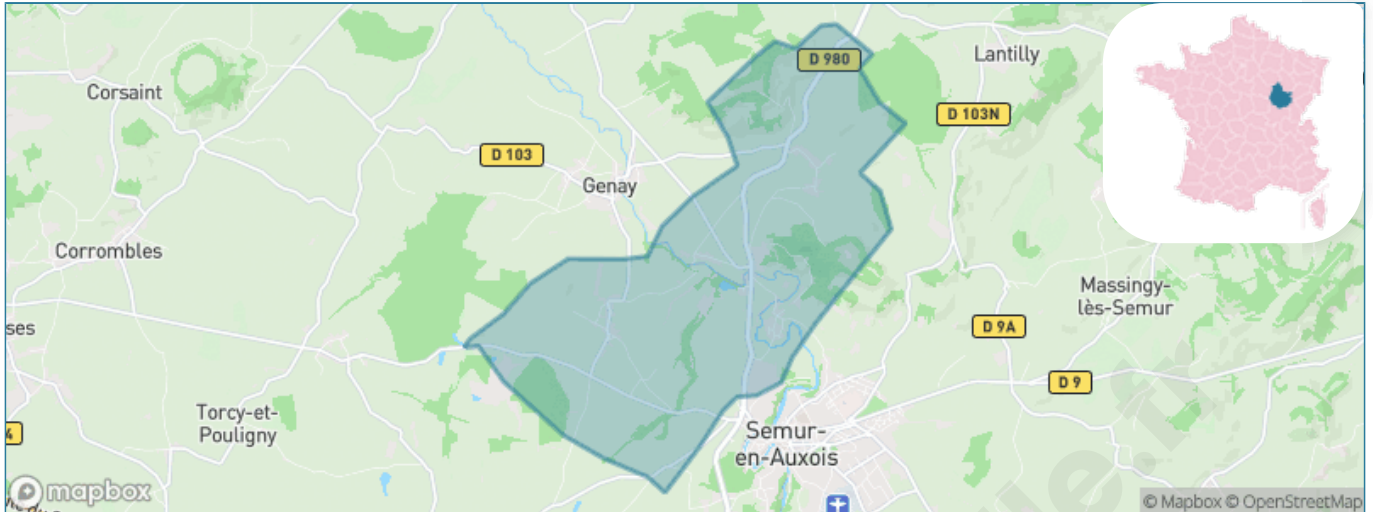 D 980
Lantilly
Corsaint
D 103N
D 103
Genay
Corrombles
Massingy-
lès-Semur
ses
D 9A
D 9
Torcy-et-
Pouligny
4
Semur-
en-Auxois
mapbox
© Mapbox © OpenStreetMap